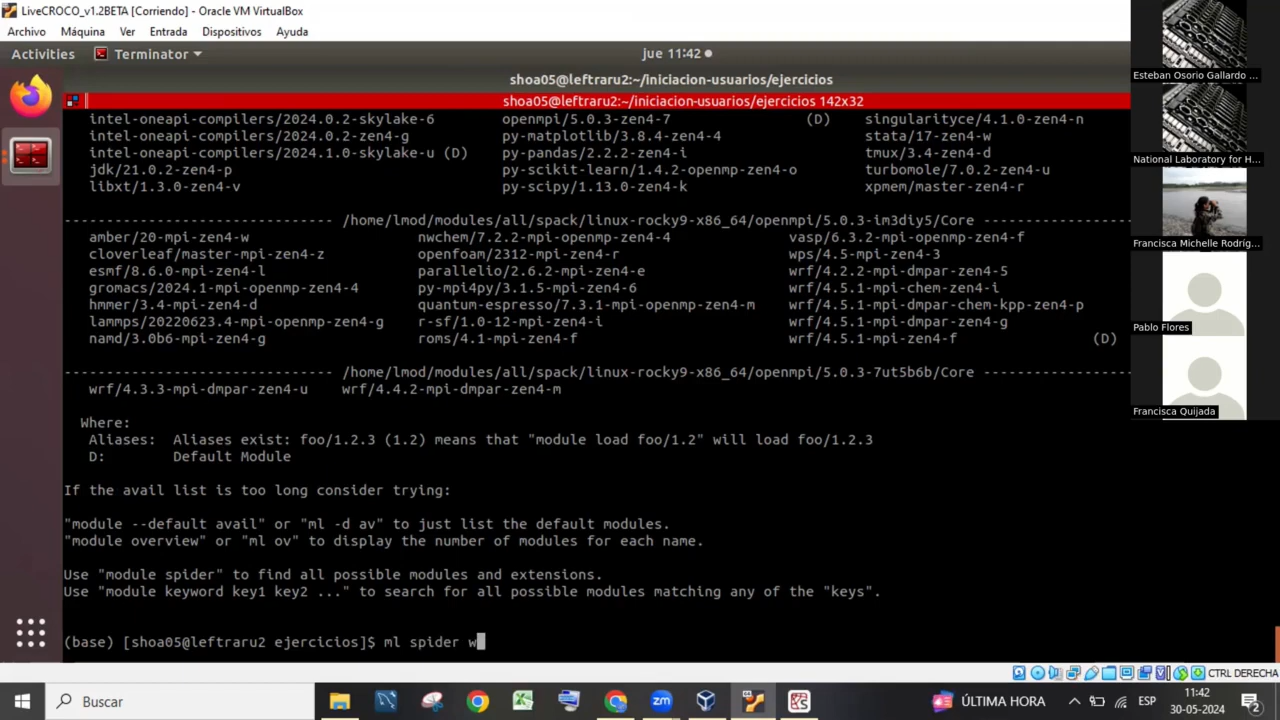 LiveCROCO_v1.2BETA [Corriendo] - Oracle VM VirtualBox
Archivo Máquina Ver Entrada Dispositivos Ayuda
Activities Terminator jue 11:42
shoa05@leftraru2:~/iniciacion-usuarios/ejercicios
shoa05@leftraru2:~/iniciacion-usuarios/ejercicios 142x32
intel-oneapi-compilers/2024.0.2-skylake-6 openmpi/5.0.3-zen4-7 (D) singularityce/4.1.0-zen4-n
intel-oneapi-compilers/2024.0.2-zen4-g py-matplotlib/3.8.4-zen4-4 stata/17-zen4-w
intel-oneapi-compilers/2024.1.0-skylake-u (D) py-pandas/2.2.2-zen4-i tmux/3.4-zen4-d
jdk/21.0.2-zen4-p py-scikit-learn/1.4.2-openmp-zen4-o turbomole/7.0.2-zen4-u
libxt/1.3.0-zen4-v py-scipy/1.13.0-zen4-k xpmem/master-zen4-r
-------------------------------- /home/lmod/modules/all/spack/linux-rocky9-x86_64/openmpi/5.0.3-im3diy5/Core ------------------
amber/20-mpi-zen4-w nwchem/7.2.2-mpi-openmp-zen4-4 vasp/6.3.2-mpi-openmp-zen4-f
cloverleaf/master-mpi-zen4-z openfoam/2312-mpi-zen4-r wps/4.5-mpi-zen4-3
esmf/8.6.0-mpi-zen4-l parallelio/2.6.2-mpi-zen4-e wrf/4.2.2-mpi-dmpar-zen4-5
gromacs/2024.1-mpi-openmp-zen4-4 py-mpi4py/3.1.5-mpi-zen4-6 wrf/4.5.1-mpi-chem-zen4-i
hmmer/3.4-mpi-zen4-d quantum-espresso/7.3.1-mpi-openmp-zen4-m wrf/4.5.1-mpi-dmpar-chem-kpp-zen4-p
lammps/20220623.4-mpi-openmp-zen4-g r-sf/1.0-12-mpi-zen4-i wrf/4.5.1-mpi-dmpar-zen4-g
namd/3.0b6-mpi-zen4-g roms/4.1-mpi-zen4-f wrf/4.5.1-mpi-zen4-f (D)
-------------------------------- /home/lmod/modules/all/spack/linux-rocky9-x86_64/openmpi/5.0.3-7ut5b6b/Core ------------------
wrf/4.3.3-mpi-dmpar-zen4-u wrf/4.4.2-mpi-dmpar-zen4-m
Where:
Aliases: Aliases exist: foo/1.2.3 (1.2) means that "module load foo/1.2" will load foo/1.2.3
D: Default Module
If the avail list is too long consider trying:
"module --default avail" or "ml -d av" to just list the default modules.
"module overview" or "ml ov" to display the number of modules for each name.
Use "module spider" to find all possible modules and extensions.
Use "module keyword key1 key2 ..." to search for all possible modules matching any of the "keys".
(base) [shoa05@leftraru2 ejercicios]$ ml spider w
Esteban Osorio Gallardo ...
National Laboratory for H...
Francisca Michelle Rodríg...
Pablo Flores
Francisca Quijada
CTRL DERECHA
Buscar
ÚLTIMA HORA
ESP
11:42
30-05-2024
2